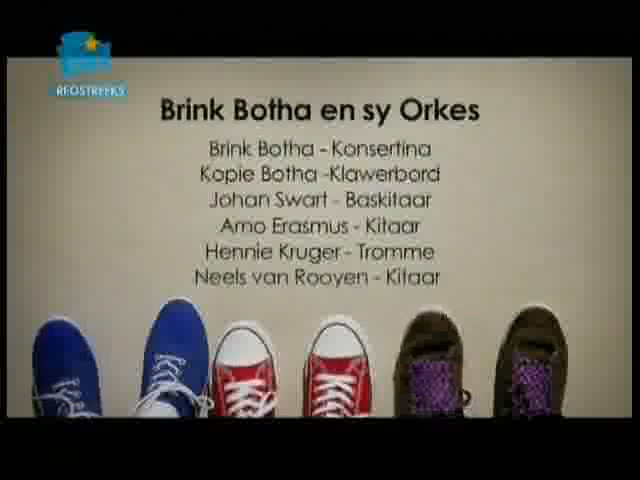 REGSTREEKS
Brink Botha en sy Orkes
Brink Botha - Konsertina
Kopie Botha -Klawerbord
Johan Swart - Baskitaar
Arno Erasmus - Kitaar
Hennie Kruger - Tromme
Neels van Rooyen - Kitaar